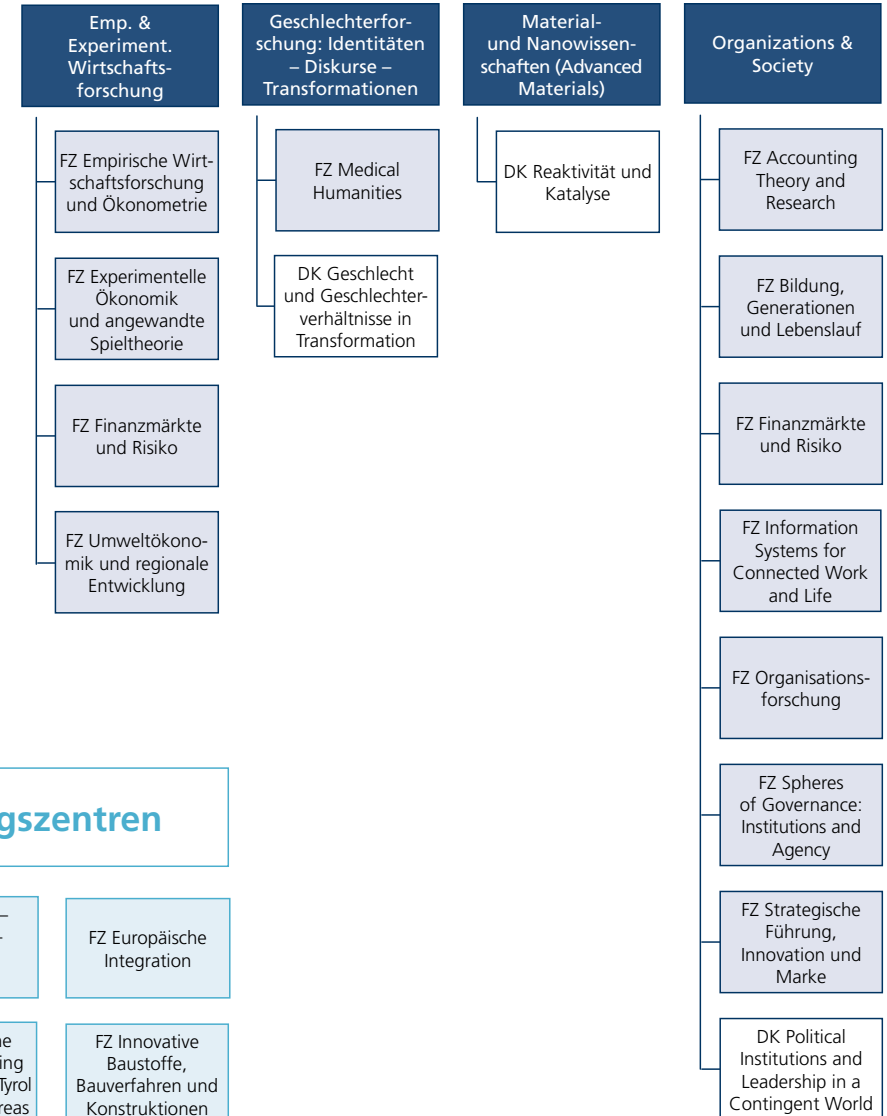 Emp. &
Experiment.
Wirtschafts-
forschung
FZ Empirische Wirt-
schaftsforschung
und Ökonometrie
FZ Experimentelle
Ökonomik
und angewandte
Spieltheorie
FZ Finanzmärkte
und Risiko
FZ Umweltökono-
mik und regionale
Entwicklung
Geschlechterfor-
schung: Identitäten
– Diskurse –
Transformationen
FZ Medical
Humanities
DK Geschlecht
und Geschlechter-
verhältnisse in
Transformation
Material-
und Nanowissen-
schaften (Advanced
Materials)
DK Reaktivität und
Katalyse
Organizations &
Society
FZ Accounting
Theory and
Research
FZ Bildung,
Generationen
und Lebenslauf
FZ Finanzmärkte
und Risiko
FZ Information
Systems for
Connected Work
and Life
FZ Organisations-
forschung
FZ Spheres
of Governance:
Institutions and
Agency
FZ Strategische
Führung,
Innovation und
Marke
DK Political
Institutions and
Leadership in a
Contingent World
gszentren
–
FZ Europäische
Integration
Tyrol
FZ Innovative
Baustoffe,
Bauverfahren und
Konstruktionen